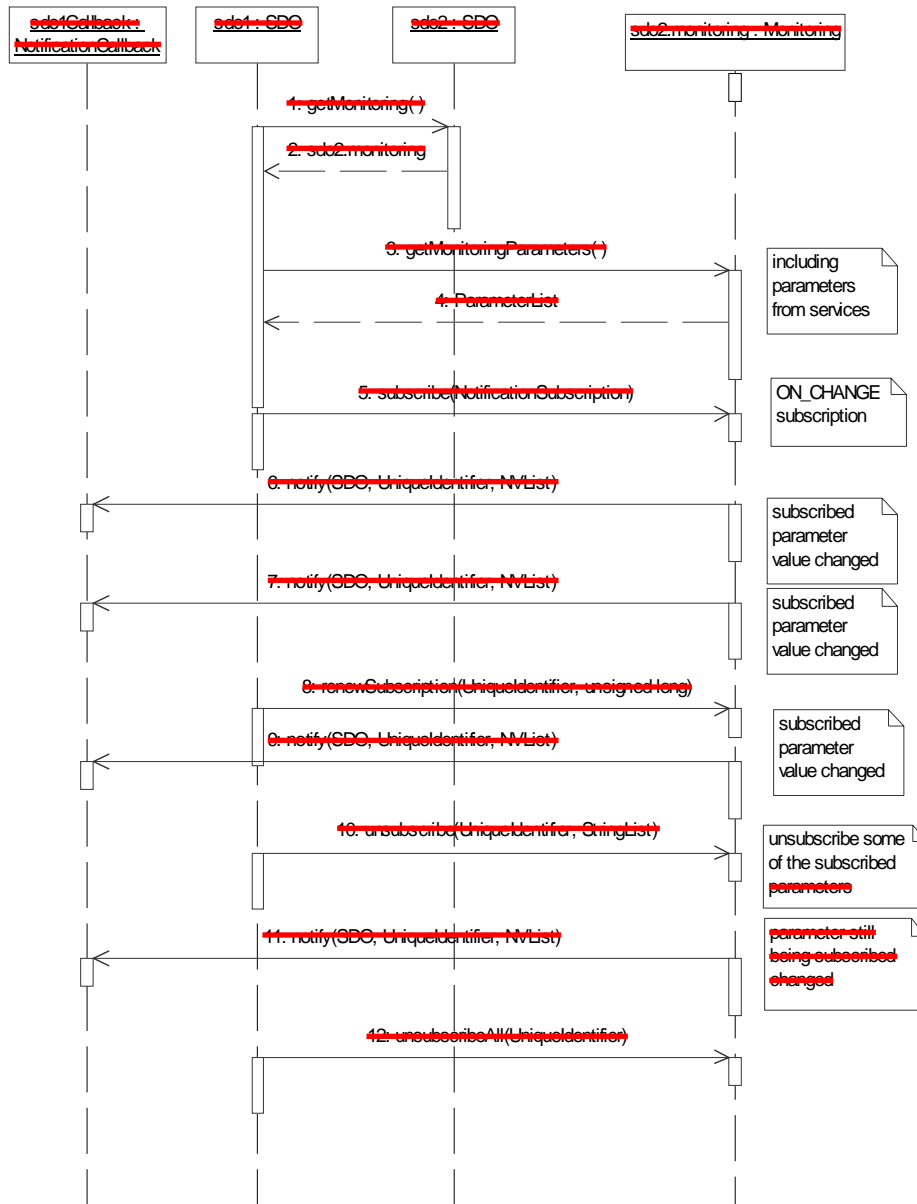 sdo1Callback :
NotificationCallback
sdo1 : SDO
sdo2 : SDO
sdo2.monitoring : Monitoring
1: getMonitoring( )
2: sdo2.monitoring
3: getMonitoringParameters( )
including
parameters
from services
4: ParameterList
5: subscribe(NotificationSubscription)
ON_CHANGE
subscription
6: notify(SDO, UniqueIdentifier, NVList)
subscribed
parameter
value changed
7: notify(SDO, UniqueIdentifier, NVList)
subscribed
parameter
value changed
8: renewSubscription(UniqueIdentifier, unsigned long)
9: notify(SDO, UniqueIdentifier, NVList)
subscribed
parameter
value changed
10: unsubscribe(UniqueIdentifier, StringList)
unsubscribe some
of the subscribed
parameters
11: notify(SDO, UniqueIdentifier, NVList)
parameter still
being subscribed
changed
12: unsubscribeAll(UniqueIdentifier)